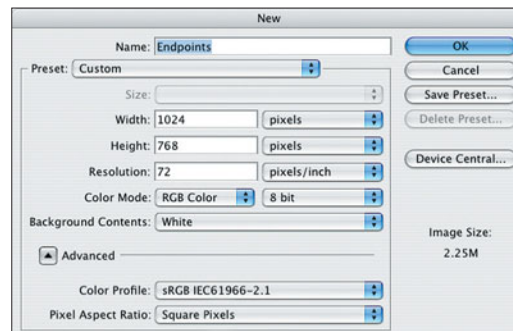 New
Name: Endpoints
OK
Preset: Custom
Cancel
Size:
Save Preset...
Width: 1024 pixels
Delete Preset...
Height: 768 pixels
Resolution: 72 pixels/inch
Device Central...
Color Mode: RGB Color 8 bit
Background Contents: White
Image Size:
2.25M
Advanced
Color Profile: sRGB IEC61966-2.1
Pixel Aspect Ratio: Square Pixels